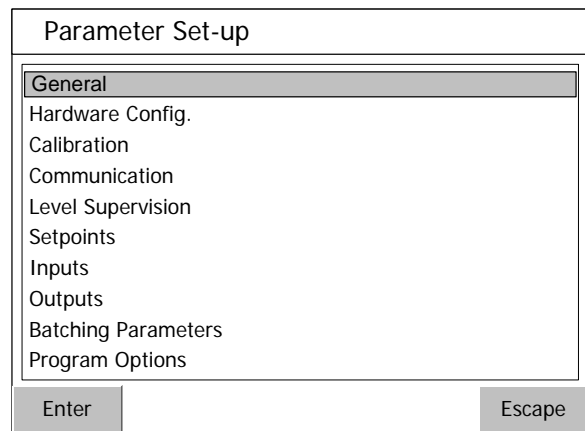 Parameter Set-up
General
Hardware Config.
Calibration
Communication
Level Supervision
Setpoints
Inputs
Outputs
Batching Parameters
Program Options
Enter
Escape